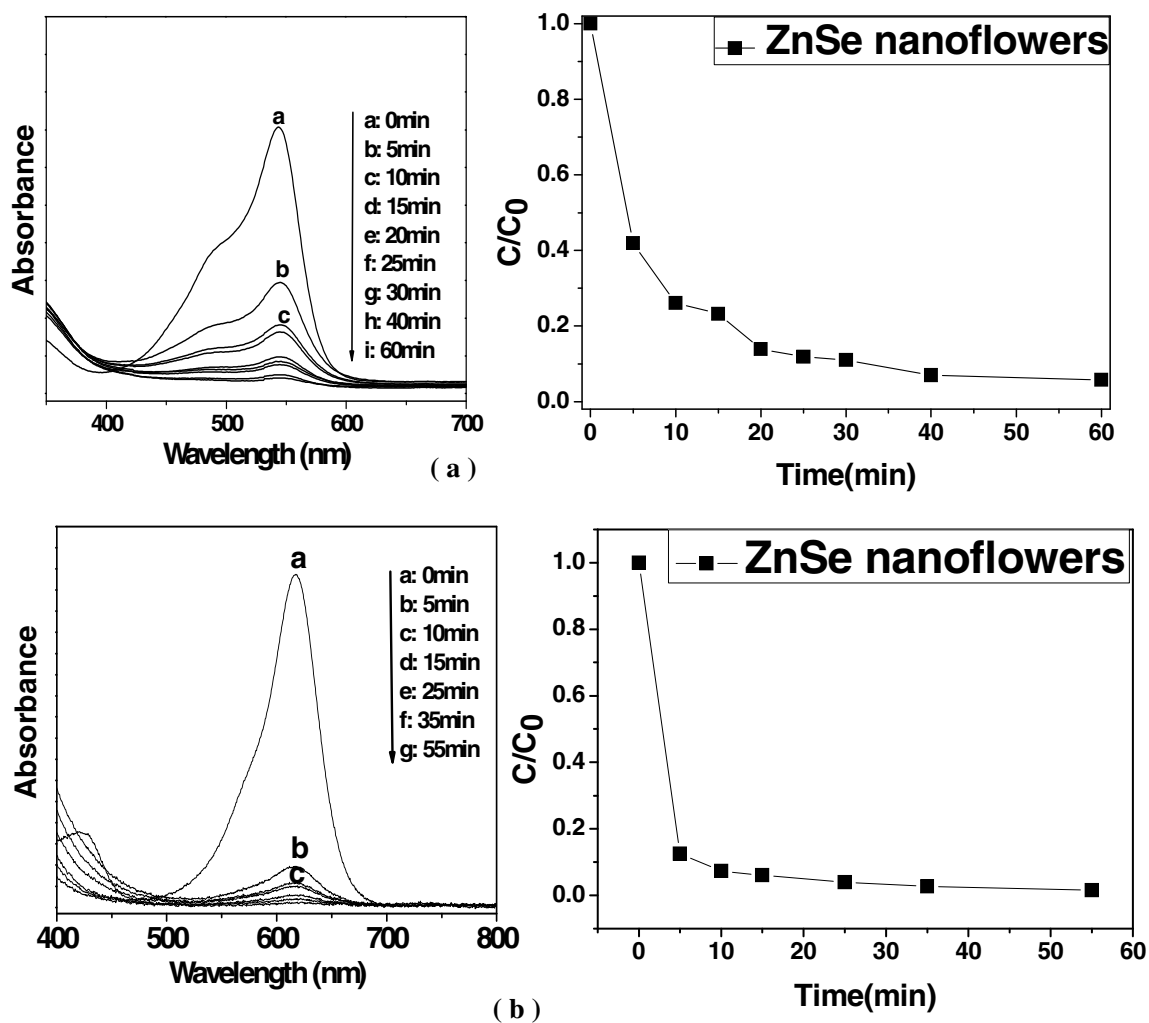 Absorbance
a
b
c
a: 0min
b: 5min
c: 10min
d: 15min
e: 20min
f: 25min
g: 30min
h: 40min
i: 60min
400 500 600 700
Wavelength (nm)
ZnSe nanoflowers
C/C0
1.0
0.8
0.6
0.4
0.2
0.0
0 10 20 30 40 50 60
Time(min)
( a )
Absorbance
a
b
c
a: 0min
b: 5min
c: 10min
d: 15min
e: 25min
f: 35min
g: 55min
400 500 600 700 800
Wavelength (nm)
ZnSe nanoflowers
C/C0
1.0
0.8
0.6
0.4
0.2
0.0
0 10 20 30 40 50 60
Time(min)
( b )